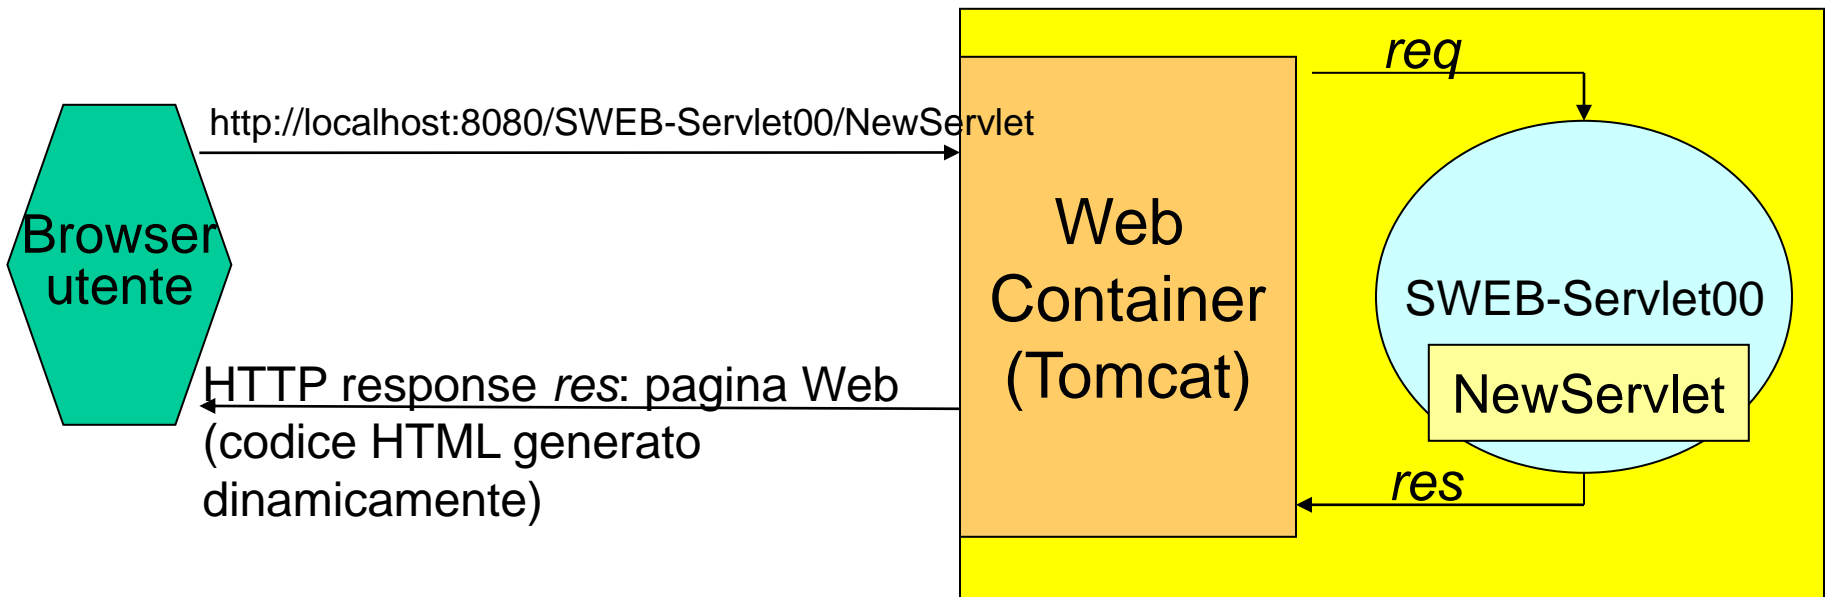 req
http://localhost:8080/SWEB-Servlet00/NewServlet
Browser
utente
Web
Container
(Tomcat)
SWEB-Servlet00
NewServlet
HTTP response res: pagina Web
(codice HTML generato
dinamicamente)
res